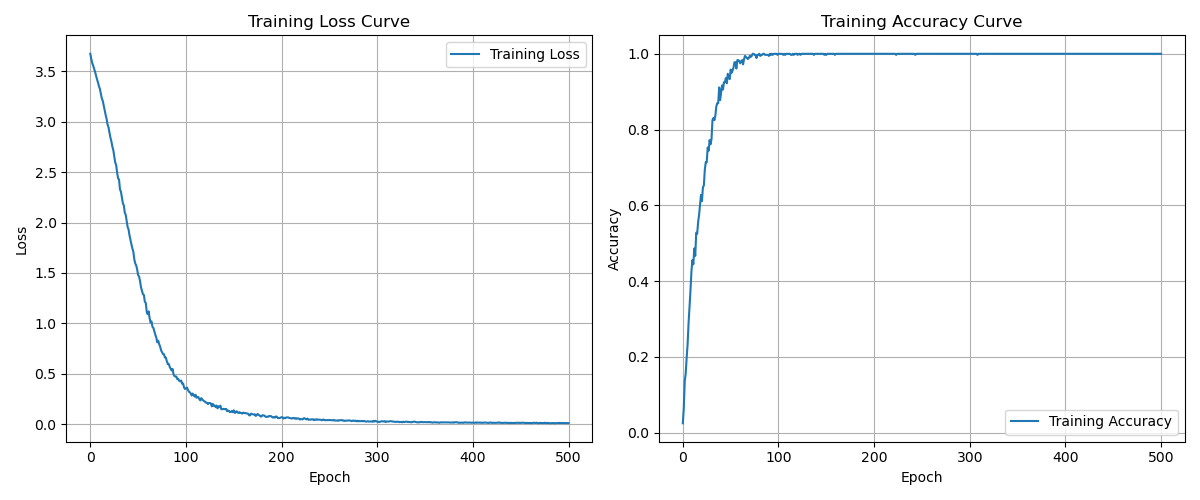 Training Loss Curve
Training Loss
3.5
3.0
2.5
2.0
1.5
1.0
0.5
0.0
Loss
0 100 200 300 400 500
Epoch
Training Accuracy Curve
1.0
0.8
0.6
0.4
0.2
0.0
Accuracy
Training Accuracy
0 100 200 300 400 500
Epoch